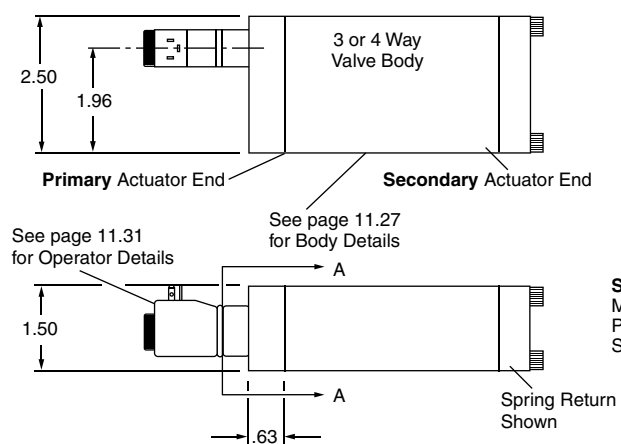 3 or 4 Way
Valve Body
2.50
1.96
Primary Actuator End
Secondary Actuator End
See page 11.27
for Body Details
See page 11.31
for Operator Details
A
1.50
S
M
P
S
A
Spring Return
Shown
.63